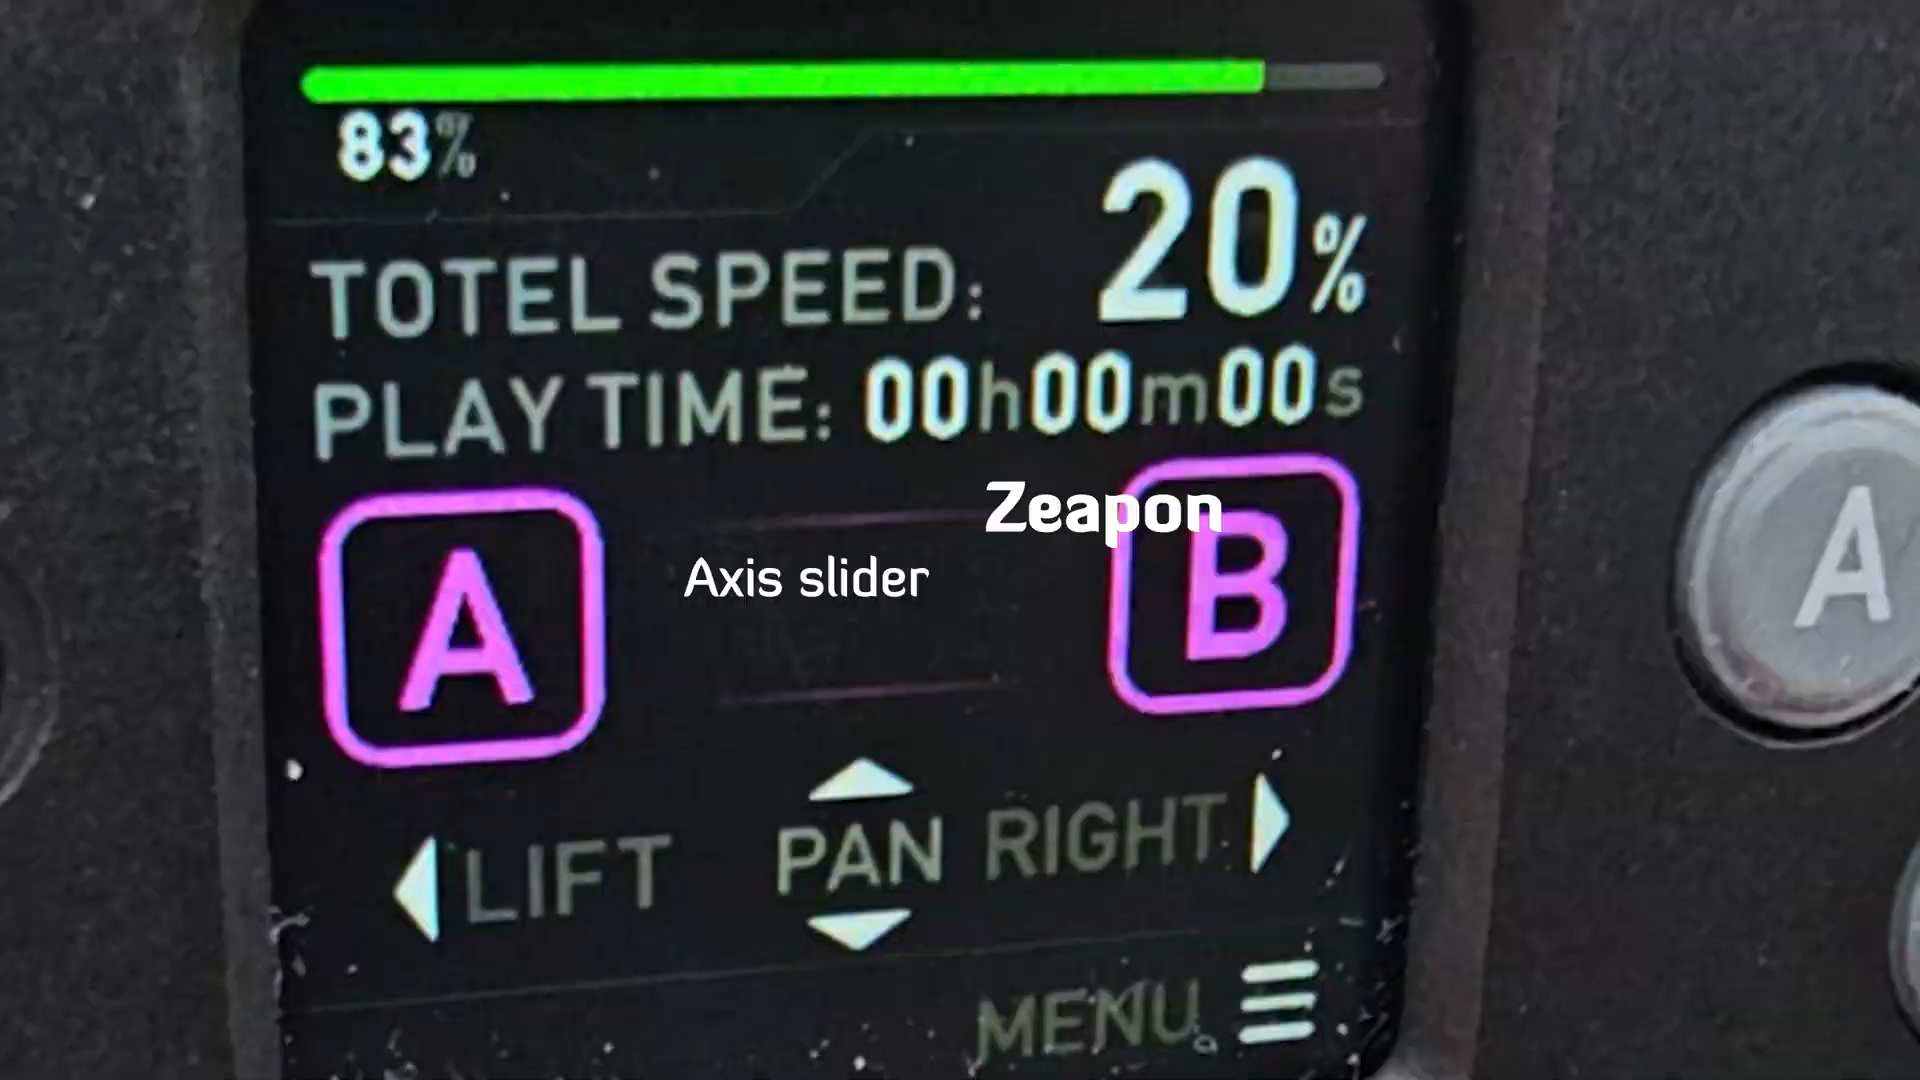 83%
TOTEL SPEED: 20%
PLAY TIME: 00h00m00s
Zeapon
Axis slider
A
B
LIFT PAN RIGHT
MENU
A